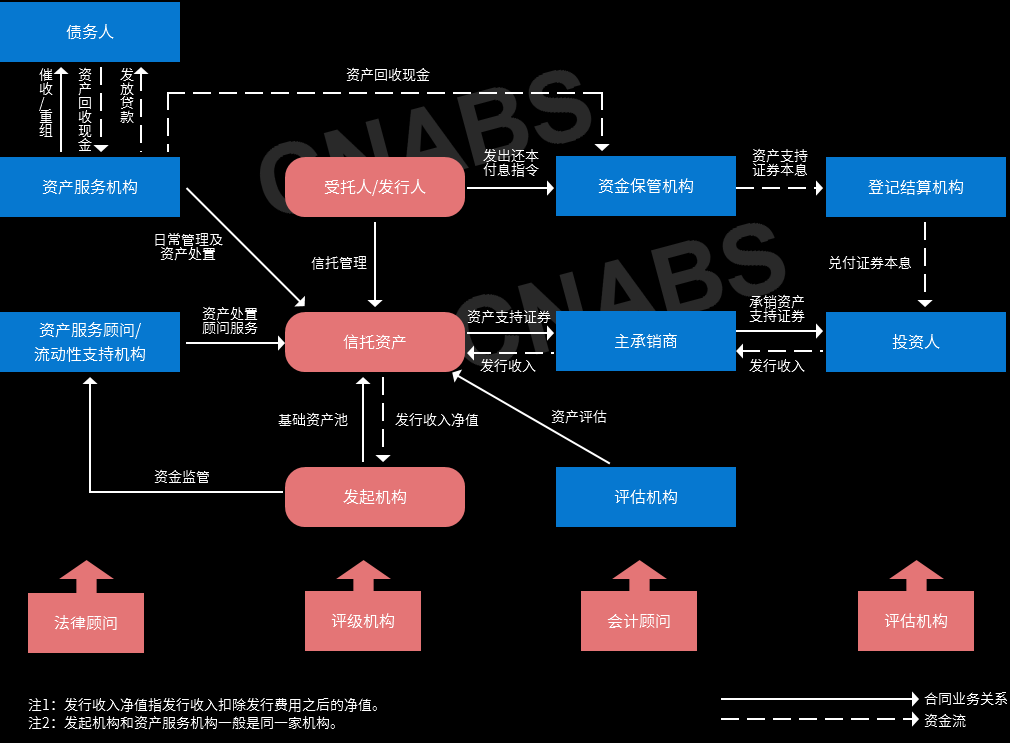 债务人
催收/重组
资产回收现金
发放贷款
资产回收现金
CNABS
资产服务机构
受托人/发行人
发出还本
付息指令
资金保管机构
资产支持
证券本息
登记结算机构
日常管理及
资产处置
信托管理
兑付证券本息
CNABS
资产服务顾问/
流动性支持机构
资产处置
顾问服务
信托资产
资产支持证券
发行收入
主承销商
承销资产
支持证券
发行收入
投资人
基础资产池
发行收入净值
资产评估
资金监管
发起机构
评估机构
法律顾问
评级机构
会计顾问
评估机构
注1：发行收入净值指发行收入扣除发行费用之后的净值。
注2：发起机构和资产服务机构一般是同一家机构。
合同业务关系
资金流